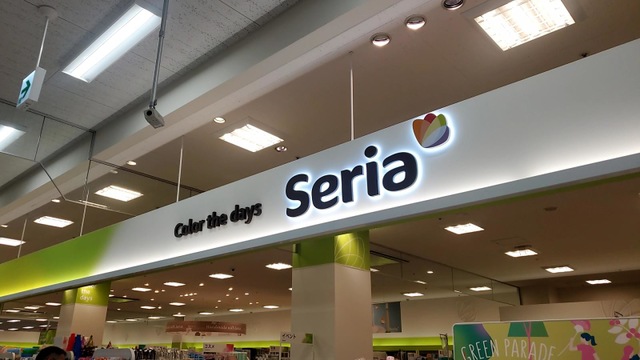 Color the days
Seria
GREEN PARADE